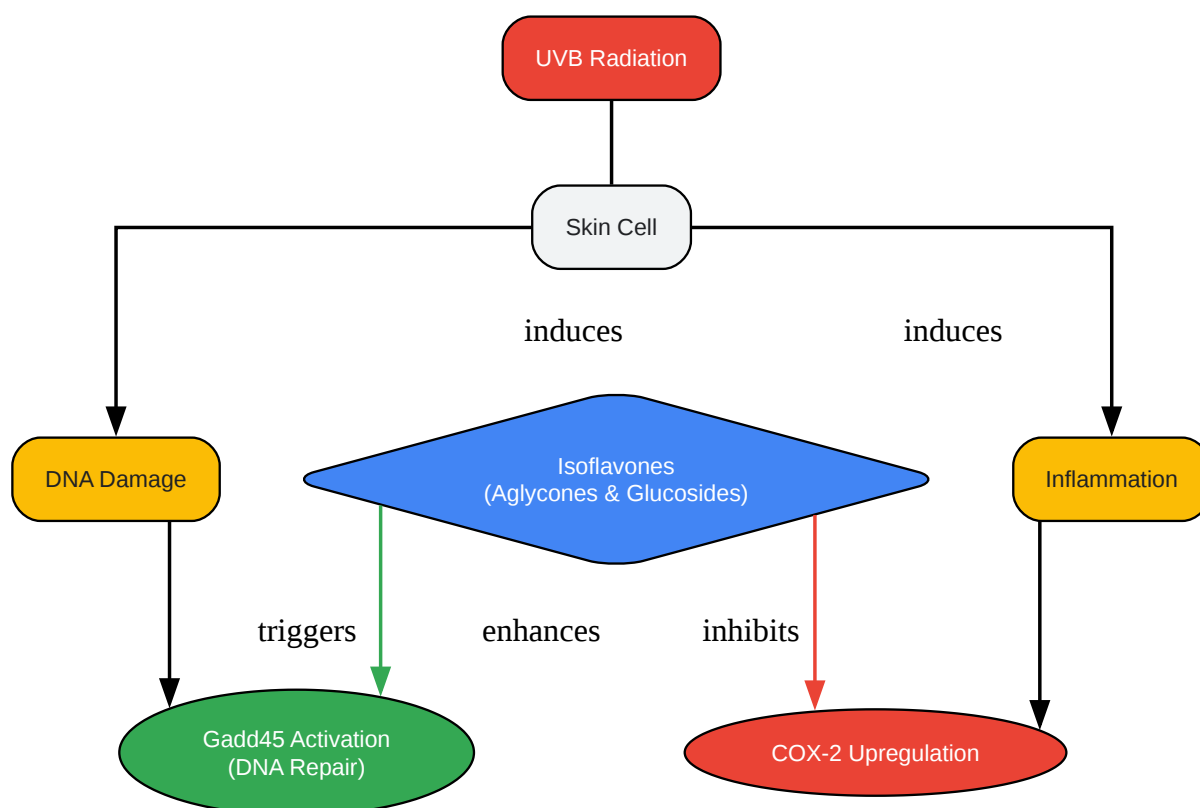 UVB Radiation
Skin Cell
induces
induces
DNA Damage
Isoflavones
(Aglycones & Glucosides)
Inflammation
triggers
enhances
inhibits
Gadd45 Activation
(DNA Repair)
COX-2 Upregulation